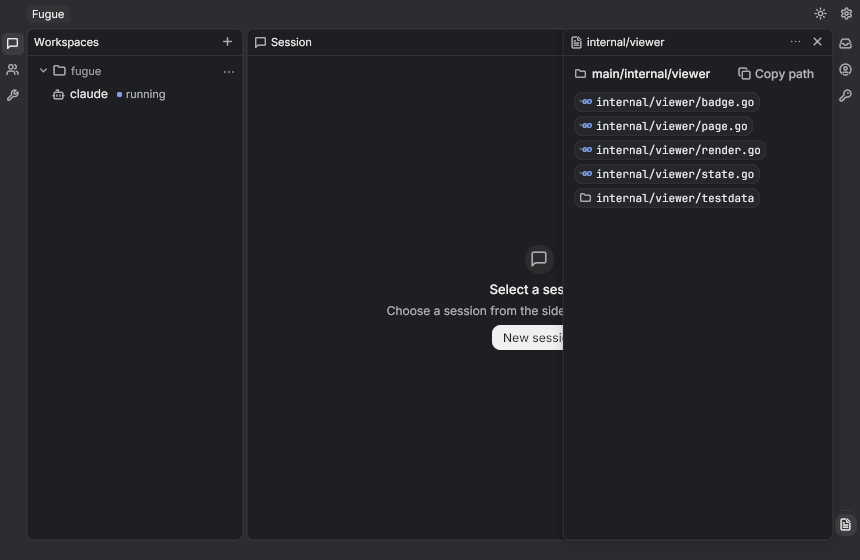 Fugue
Workspaces
fugue
claude running
Session
Select a ses
Choose a session from the side
New sessi
internal/viewer
main/internal/viewer Copy path
internal/viewer/badge.go
internal/viewer/page.go
internal/viewer/render.go
internal/viewer/state.go
internal/viewer/testdata